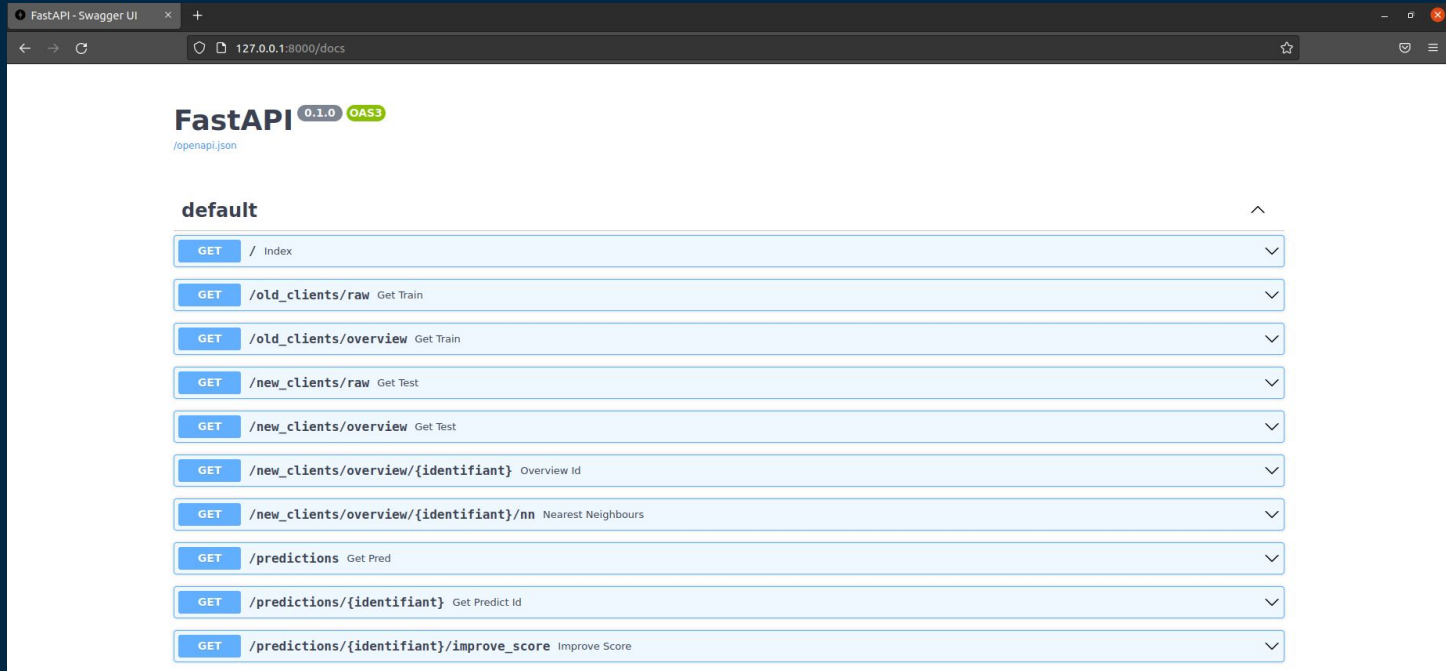 FastAPI - Swagger UI
127.0.0.1:8000/docs
FastAPI 0.1.0 OAS3
/openapi.json
default
GET / Index
GET /old_clients/raw Get Train
GET /old_clients/overview Get Train
GET /new_clients/raw Get Test
GET /new_clients/overview Get Test
GET /new_clients/overview/{identifiant} Overview Id
GET /new_clients/overview/{identifiant}/nn Nearest Neighbours
GET /predictions Get Pred
GET /predictions/{identifiant} Get Predict Id
GET /predictions/{identifiant}/improve_score Improve Score